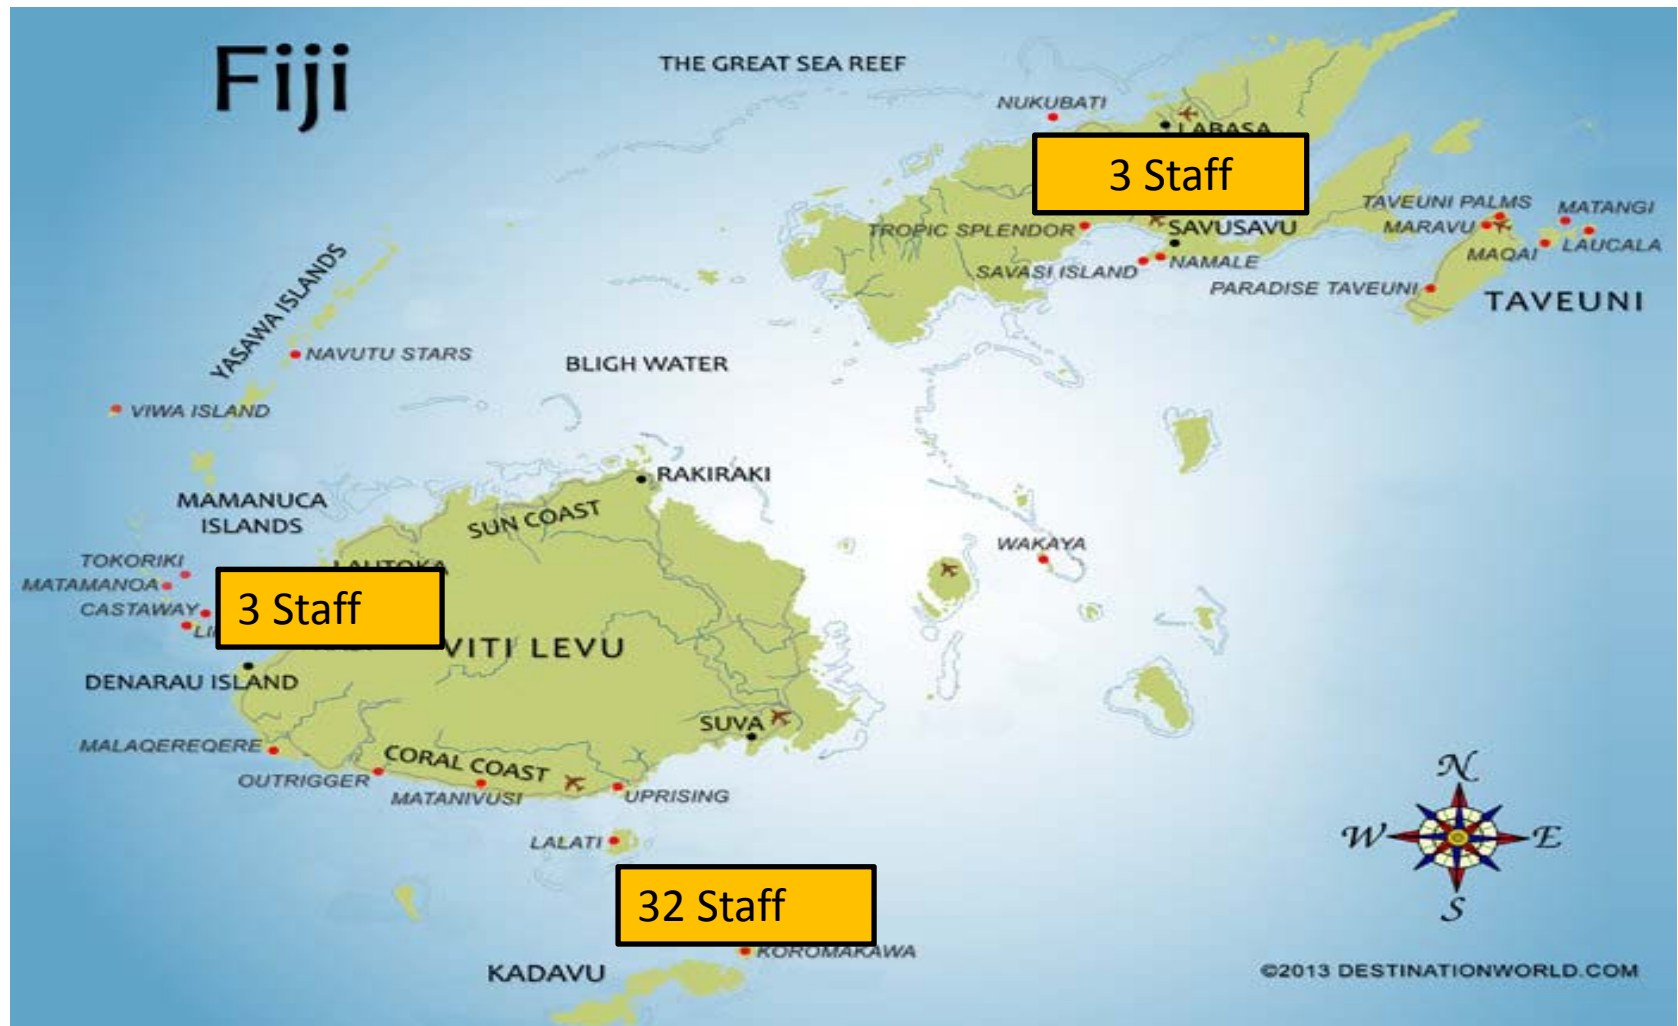 Fiji
THE GREAT SEA REEF
NUKUBATI
LABASA
3 Staff
TROPIC SPLENDOR
SAVUSAVU
SAVASI ISLAND
NAMALE
TAVEUNI PALMS
MATANGI
MARAVU
MAQAI
LAUCALA
PARADISE TAVEUNI
TAVEUNI
YASAWA ISLANDS
NAVUTU STARS
BLIGH WATER
VIWA ISLAND
RAKIRAKI
MAMANUCA
ISLANDS
SUN COAST
TOKORIKI
LAUTOKA
WAKAYA
MATAMANOA
CASTAWAY
3 Staff
VITI LEVU
DENARAU ISLAND
SUVA
MALAQEREQERE
CORAL COAST
OUTRIGGER
MATANIVUSI
UPRISING
LALATI
32 Staff
KOROMAKAWA
KADAVU
N
W
E
S
©2013 DESTINATIONWORLD.COM